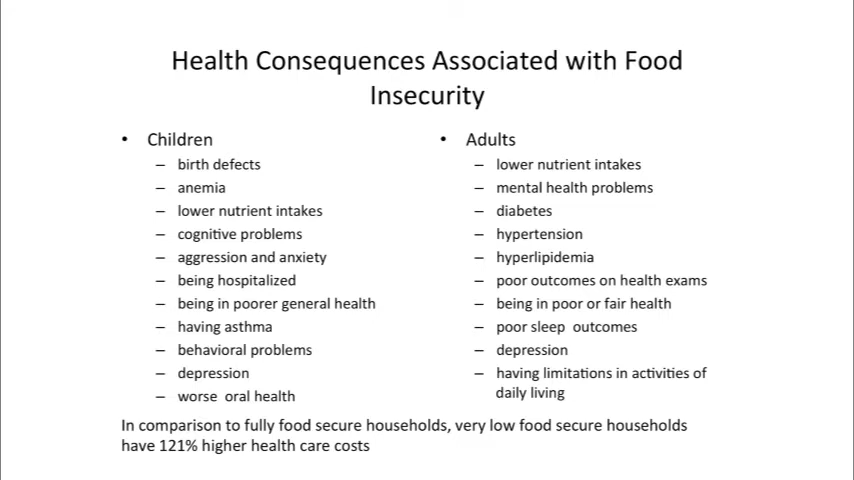 Health Consequences Associated with Food
Insecurity
• Children
– birth defects
– anemia
– lower nutrient intakes
– cognitive problems
– aggression and anxiety
– being hospitalized
– being in poorer general health
– having asthma
– behavioral problems
– depression
– worse oral health
• Adults
– lower nutrient intakes
– mental health problems
– diabetes
– hypertension
– hyperlipidemia
– poor outcomes on health exams
– being in poor or fair health
– poor sleep outcomes
– depression
– having limitations in activities of
daily living
In comparison to fully food secure households, very low food secure households
have 121% higher health care costs